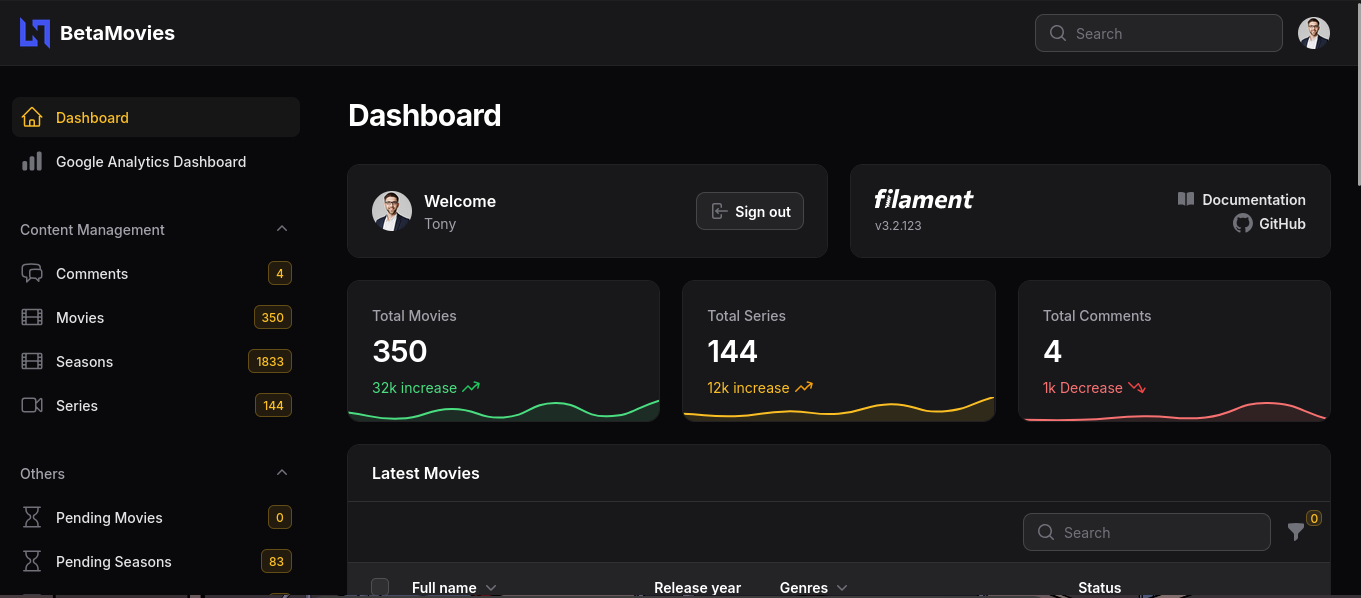 BetaMovies
Search
Dashboard
Google Analytics Dashboard
Content Management
Comments 4
Movies 350
Seasons 1833
Series 144
Others
Pending Movies 0
Pending Seasons 83
Dashboard
Welcome
Tony
Sign out
filament
v3.2.123
Documentation
GitHub
Total Movies
350
32k increase
Total Series
144
12k increase
Total Comments
4
1k Decrease
Latest Movies
Search
0
Full name Release year Genres Status